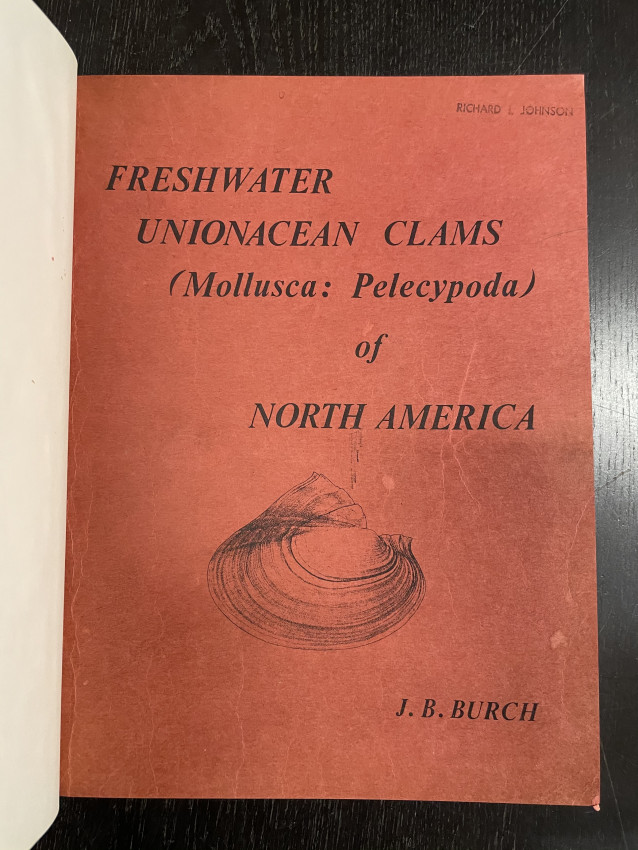 RICHARD I. JOHNSON
FRESHWATER
UNIONACEAN CLAMS
(Mollusca: Pelecypoda)
of
NORTH AMERICA
J. B. BURCH